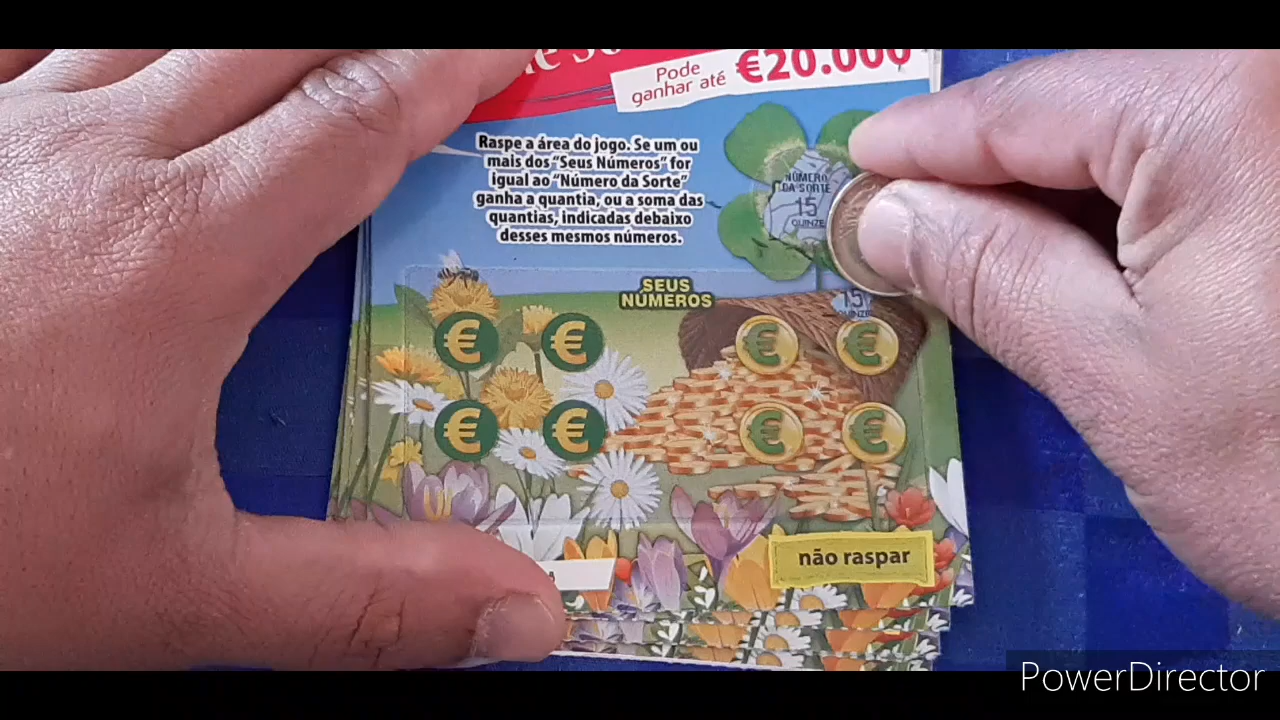 Pode
ganhar até €20.000
Raspe a área do jogo. Se um ou
mais dos "Seus Números" for
igual ao "Número da Sorte"
ganha a quantia, ou a soma das
quantias, indicadas debaixo
desses mesmos números.
NÚMERO
DA SORTE
15
QUINZE
SEUS
NÚMEROS
15
QUINZE
€ € € €
€ € € €
não raspar
PowerDirector